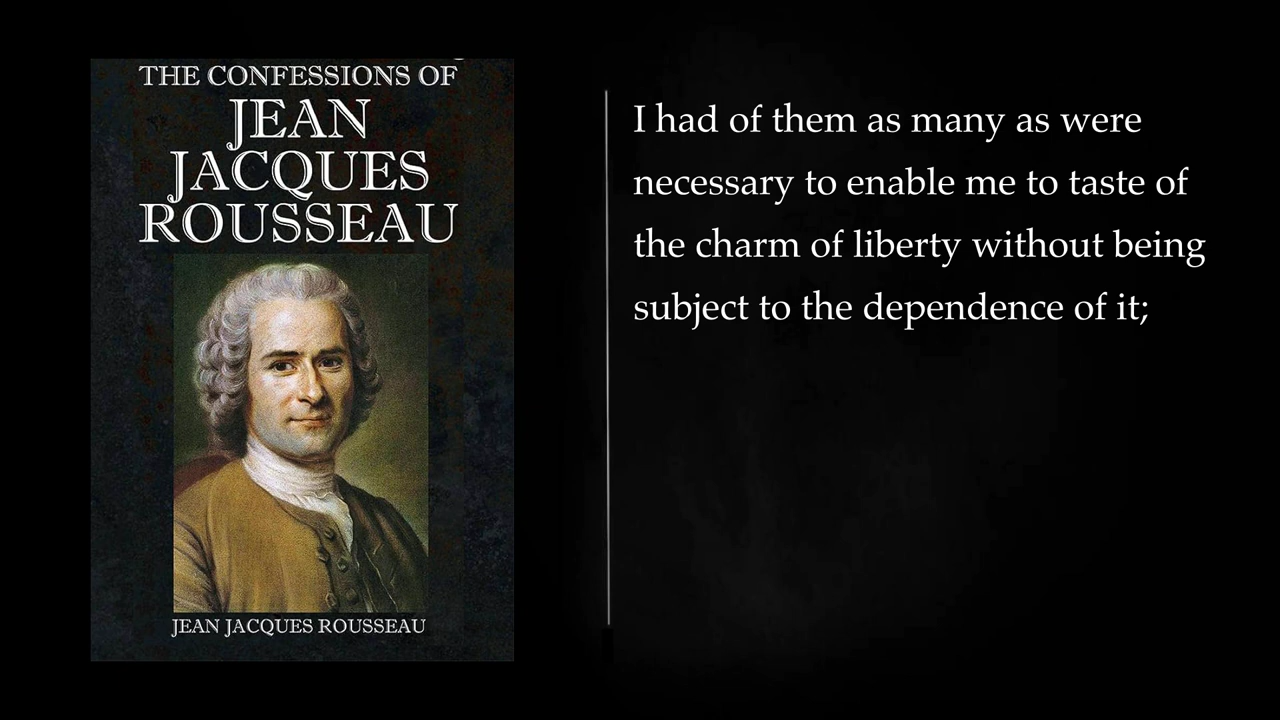 THE CONFESSIONS OF
JEAN
JACQUES
ROUSSEAU
JEAN JACQUES ROUSSEAU
I had of them as many as were
necessary to enable me to taste of
the charm of liberty without being
subject to the dependence of it;